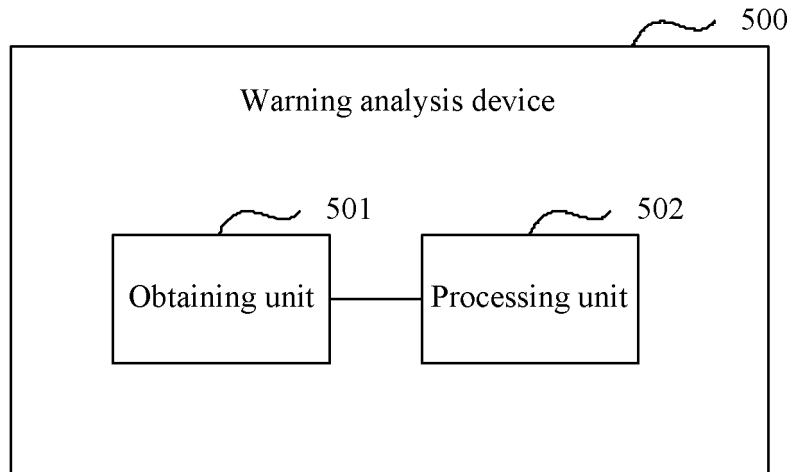 500
Warning analysis device
501
502
Obtaining unit
Processing unit